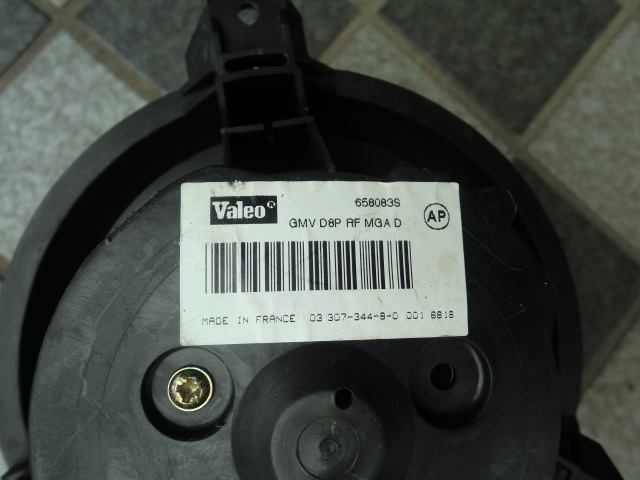 Valeo® 658083S
GMV D8P RF MGA D AP
MADE IN FRANCE 03 307-344-9-0 001 6818